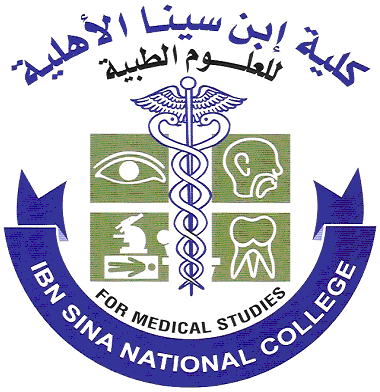 كلية إبن سينا الأهلية
للعلوم الطبية
FOR MEDICAL STUDIES
IBN SINA NATIONAL COLLEGE